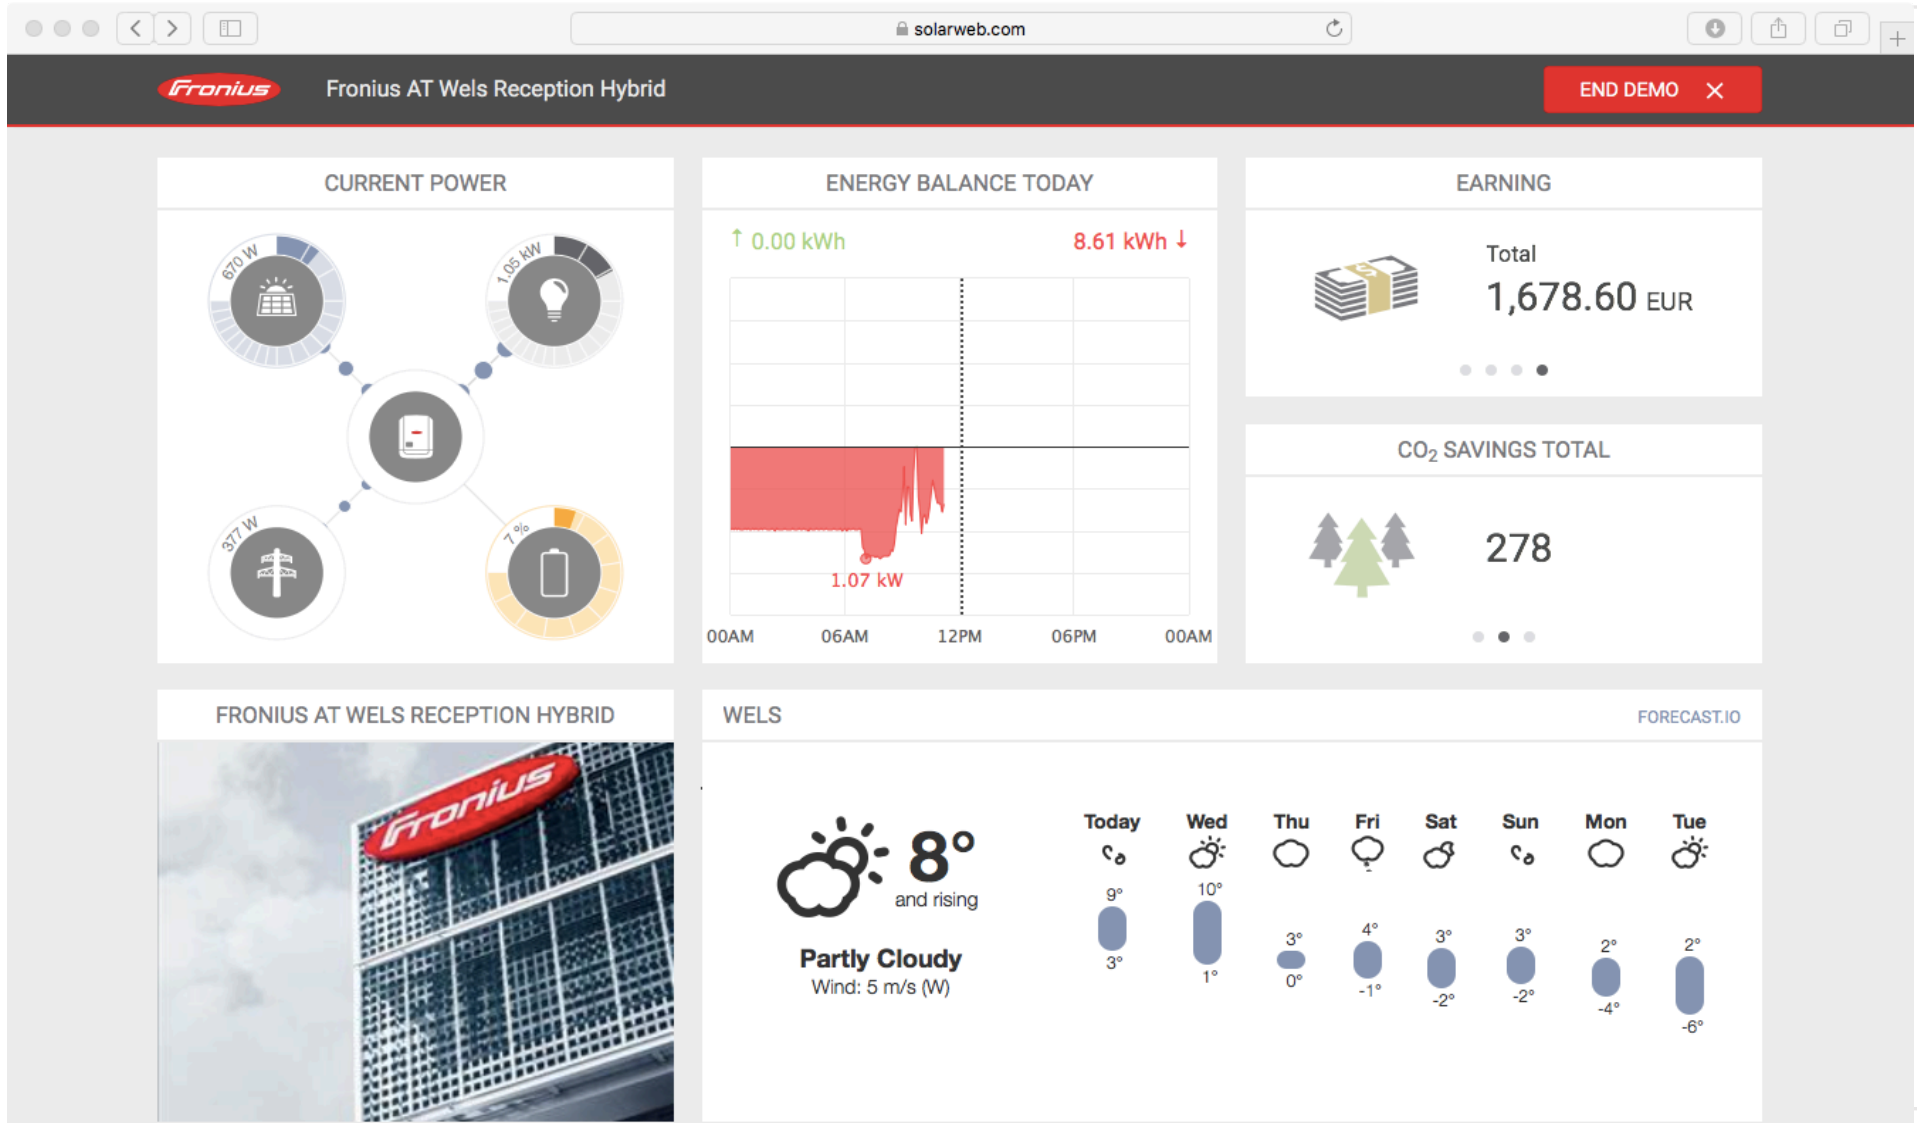 solarweb.com
Fronius
Fronius AT Wels Reception Hybrid
END DEMO
CURRENT POWER
670 W
1.05 kW
377 W
7 %
ENERGY BALANCE TODAY
↑ 0.00 kWh
8.61 kWh ↓
1.07 kW
00AM 06AM 12PM 06PM 00AM
EARNING
Total
1,678.60 EUR
CO₂ SAVINGS TOTAL
278
FRONIUS AT WELS RECEPTION HYBRID
Fronius
WELS
FORECAST.IO
8°
and rising
Partly Cloudy
Wind: 5 m/s (W)
Today Wed Thu Fri Sat Sun Mon Tue
9° 10° 3° 4° 3° 3° 2° 2°
3° 1° 0° -1° -2° -2° -4° -6°